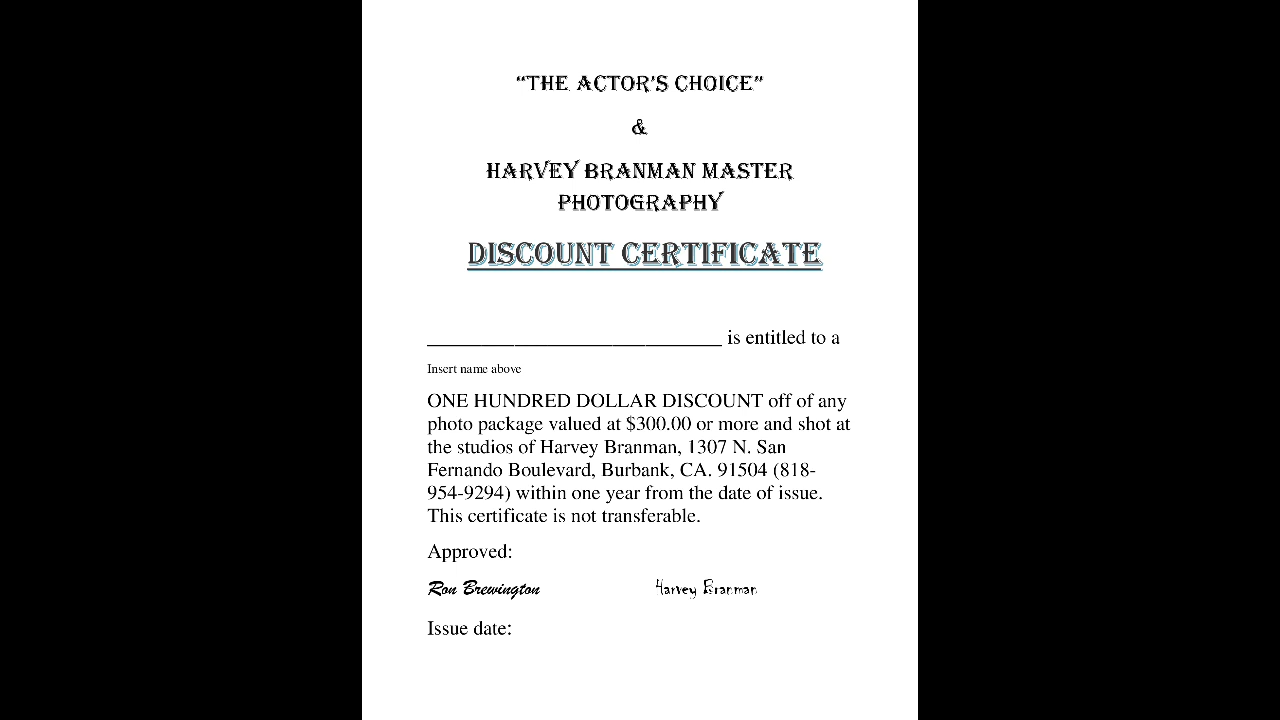 “THE ACTOR’S CHOICE”
&
HARVEY BRANMAN MASTER
PHOTOGRAPHY
DISCOUNT CERTIFICATE
______________________________ is entitled to a
Insert name above
ONE HUNDRED DOLLAR DISCOUNT off of any
photo package valued at $300.00 or more and shot at
the studios of Harvey Branman, 1307 N. San
Fernando Boulevard, Burbank, CA. 91504 (818-
954-9294) within one year from the date of issue.
This certificate is not transferable.
Approved:
Ron Brewington Harvey Branman
Issue date: